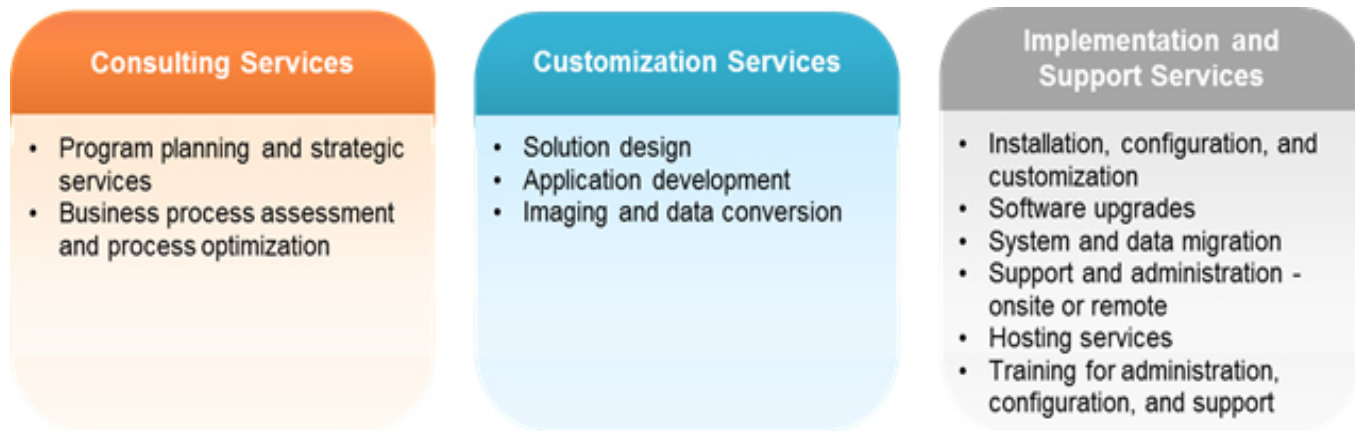 Consulting Services
• Program planning and strategic
services
• Business process assessment
and process optimization
Customization Services
• Solution design
• Application development
• Imaging and data conversion
Implementation and
Support Services
• Installation, configuration, and
customization
• Software upgrades
• System and data migration
• Support and administration -
onsite or remote
• Hosting services
• Training for administration,
configuration, and support